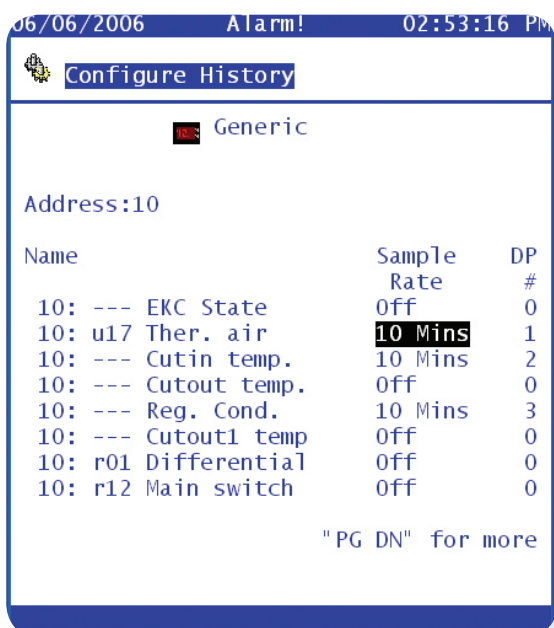 06/06/2006 Alarm! 02:53:16 PM
Configure History
Generic
Address:10
Name Sample DP
Rate #
10: --- EKC State Off 0
10: u17 Ther. air 10 Mins 1
10: --- Cutin temp. 10 Mins 2
10: --- Cutout temp. Off 0
10: --- Reg. Cond. 10 Mins 3
10: --- Cutout1 temp Off 0
10: r01 Differential Off 0
10: r12 Main switch Off 0
"PG DN" for more